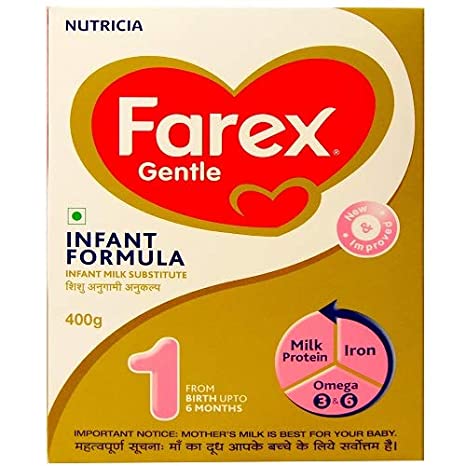 NUTRICIA
Farex®
Gentle
New
&
Improved
INFANT
FORMULA
INFANT MILK SUBSTITUTE
शिशु अनुगामी अनुकल्प
400g
1
FROM
BIRTH UPTO
6 MONTHS
Milk
Protein
Iron
Omega
3 & 6
IMPORTANT NOTICE: MOTHER'S MILK IS BEST FOR YOUR BABY.
महत्वपूर्ण सूचना: माँ का दूध आपके बच्चे के लिये सर्वोत्तम है।